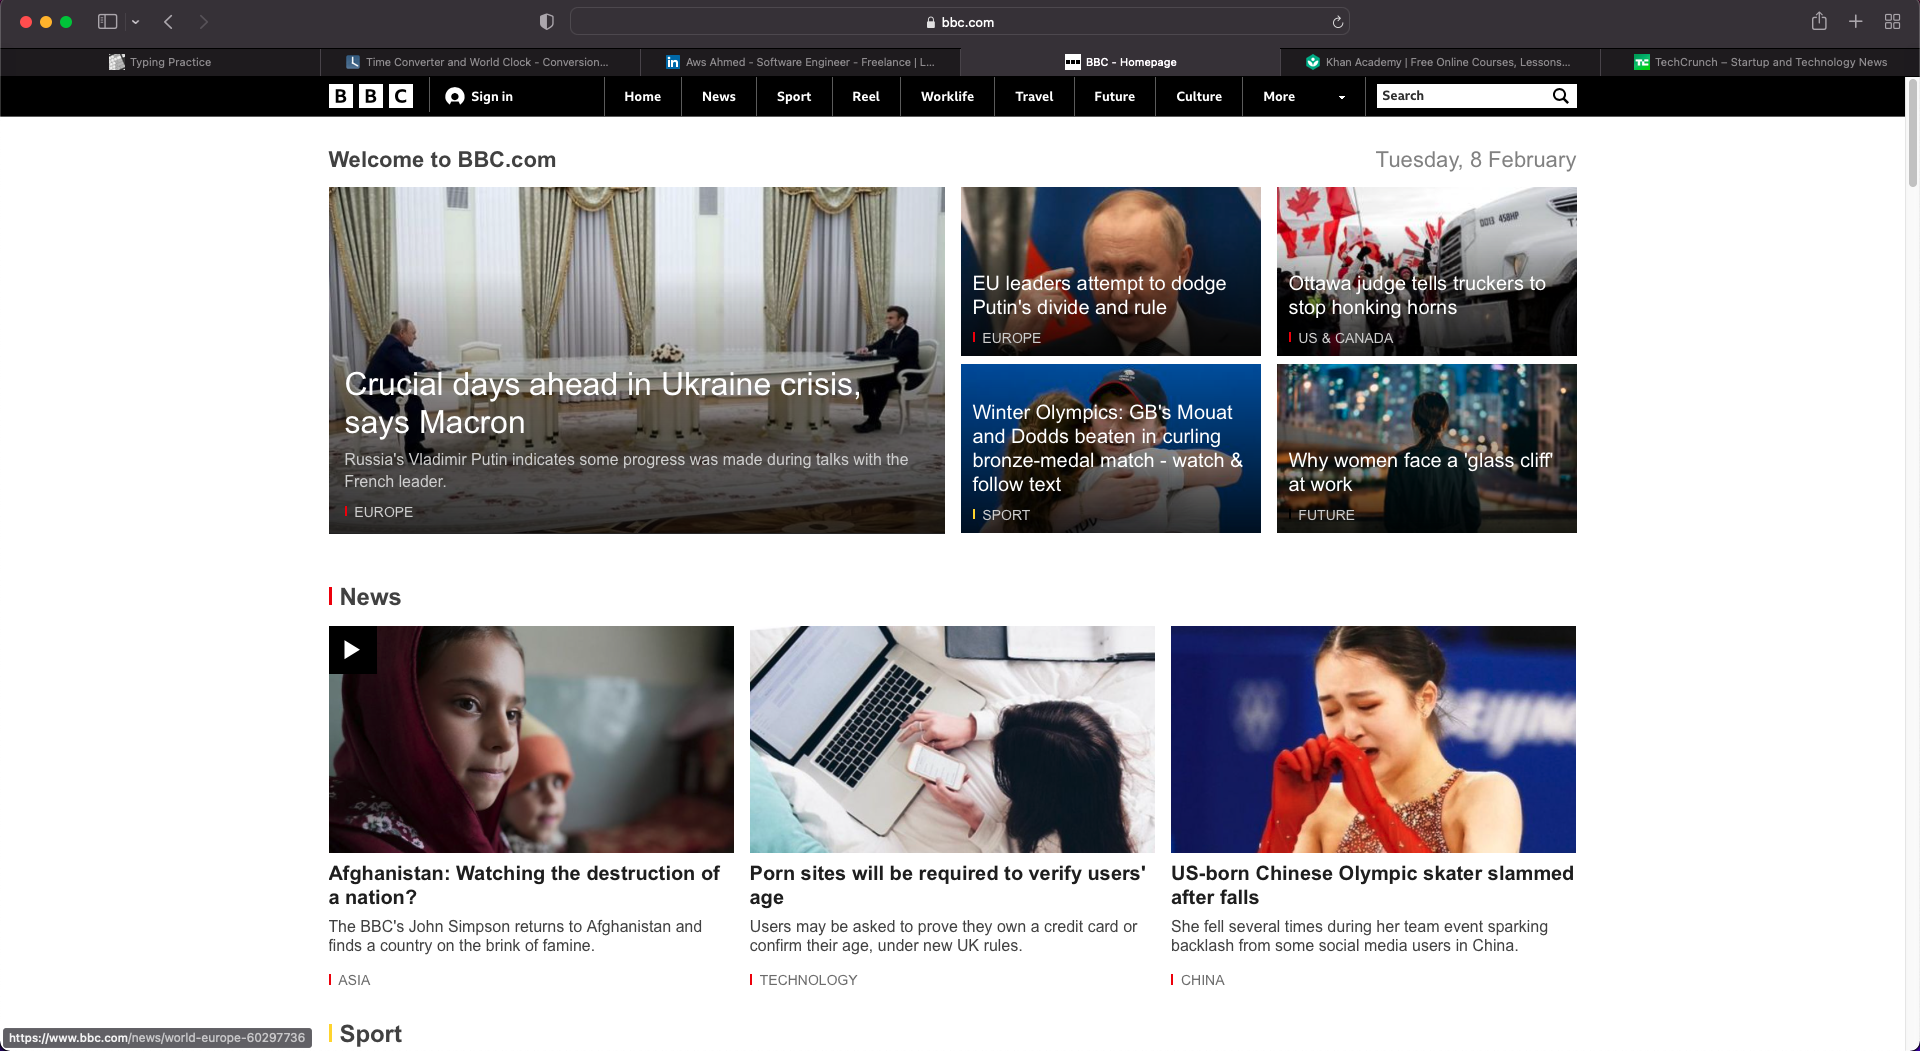 bbc.com
Typing Practice
Time Converter and World Clock - Conversion...
in Aws Ahmed - Software Engineer - Freelance | L...
BBC - Homepage
Khan Academy | Free Online Courses, Lessons...
TC TechCrunch – Startup and Technology News
BBC
Sign in
Home
News
Sport
Reel
Worklife
Travel
Future
Culture
More
Search
Welcome to BBC.com
Tuesday, 8 February
Crucial days ahead in Ukraine crisis,
says Macron
Russia's Vladimir Putin indicates some progress was made during talks with the
French leader.
EUROPE
EU leaders attempt to dodge
Putin's divide and rule
EUROPE
Ottawa judge tells truckers to
stop honking horns
US & CANADA
Winter Olympics: GB's Mouat
and Dodds beaten in curling
bronze-medal match - watch &
follow text
SPORT
Why women face a 'glass cliff'
at work
FUTURE
News
Afghanistan: Watching the destruction of
a nation?
The BBC's John Simpson returns to Afghanistan and
finds a country on the brink of famine.
ASIA
Porn sites will be required to verify users'
age
Users may be asked to prove they own a credit card or
confirm their age, under new UK rules.
TECHNOLOGY
US-born Chinese Olympic skater slammed
after falls
She fell several times during her team event sparking
backlash from some social media users in China.
CHINA
Sport
https://www.bbc.com/news/world-europe-60297736